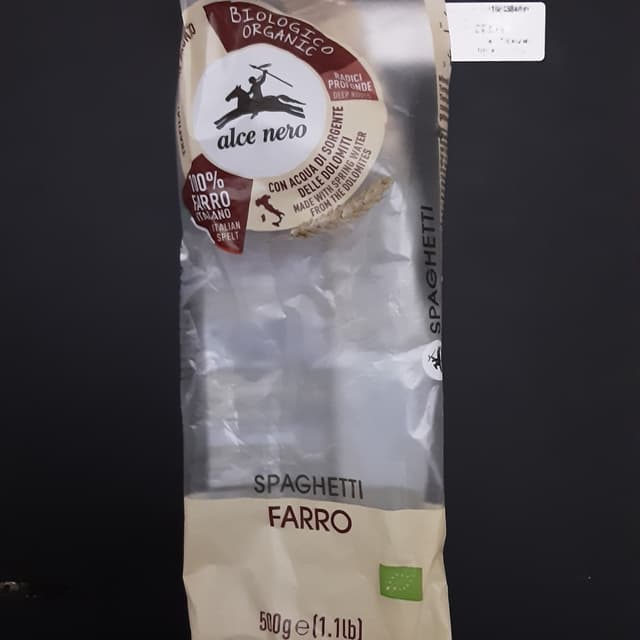 BIOLOGICO
ORGANIC
RADICI
PROFONDE
DEEP ROOTS
alce nero
CON ACQUA DI SORGENTE
DELLE DOLOMITI
MADE WITH SPRING WATER
FROM THE DOLOMITES
100%
FARRO
ITALIANO
ITALIAN
SPELT
SPAGHETTI
SPAGHETTI
FARRO
500g e (1.1lb)